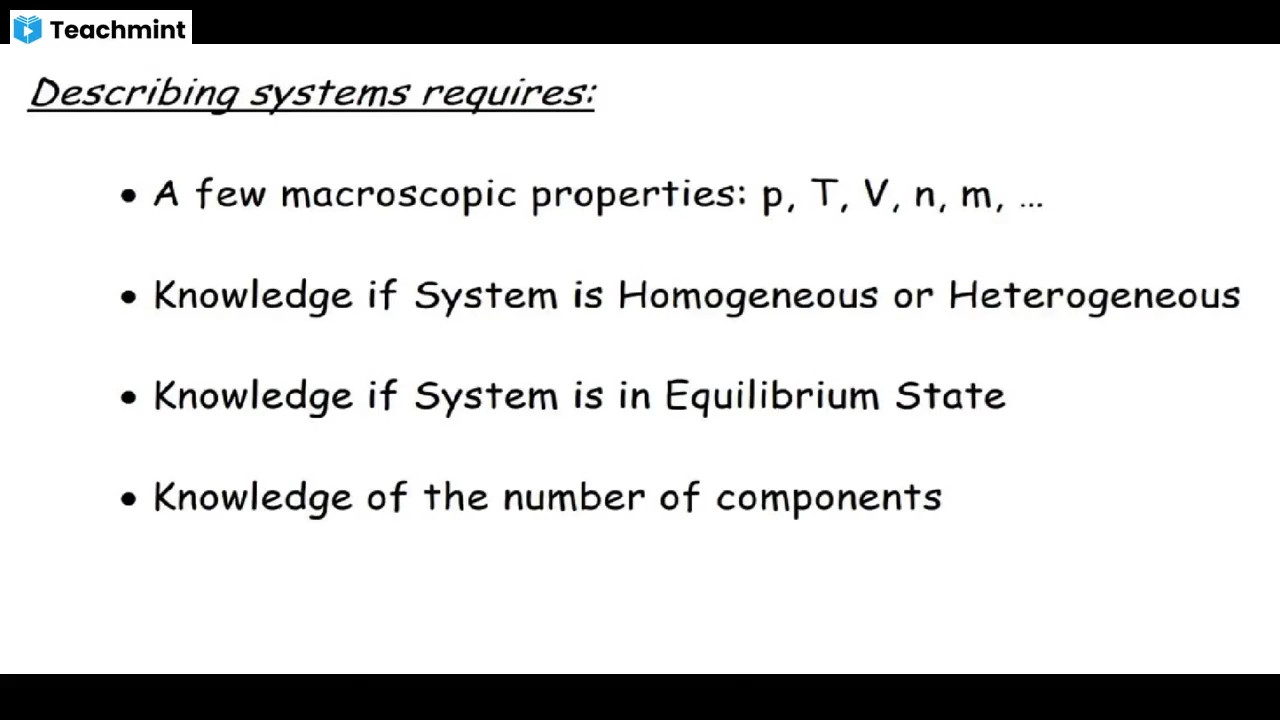 Teachmint
Describing systems requires:
• A few macroscopic properties: p, T, V, n, m, ...
• Knowledge if System is Homogeneous or Heterogeneous
• Knowledge if System is in Equilibrium State
• Knowledge of the number of components